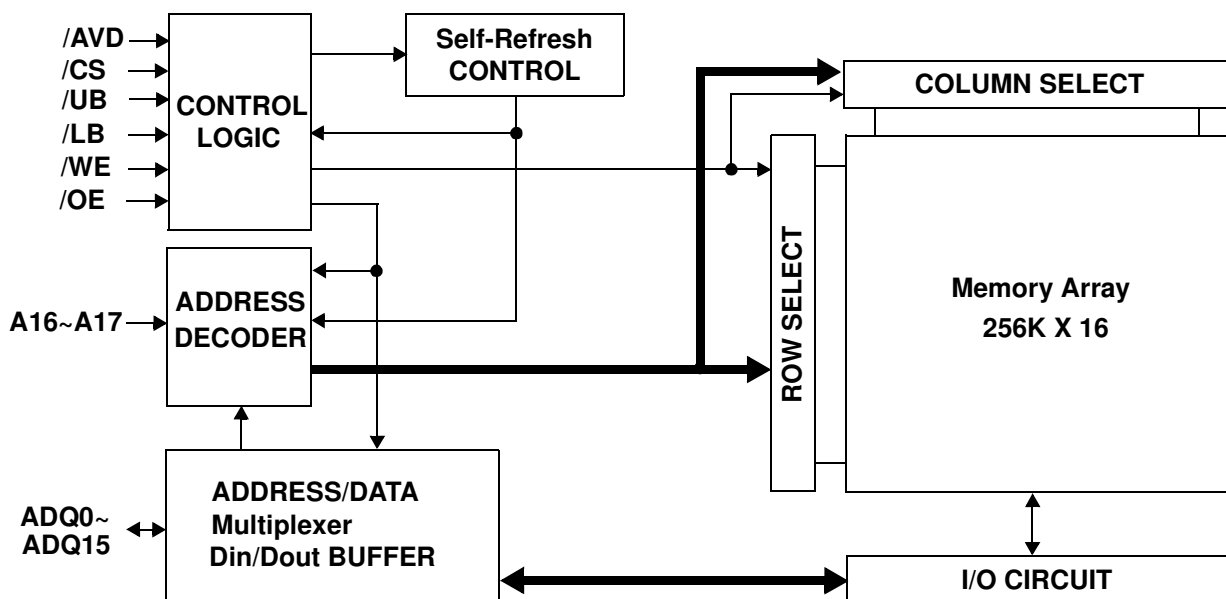 /AVD
/CS
/UB
/LB
/WE
/OE
CONTROL
LOGIC
Self-Refresh
CONTROL
COLUMN SELECT
A16~A17
ADDRESS
DECODER
ROW SELECT
Memory Array
256K X 16
ADQ0~
ADQ15
ADDRESS/DATA
Multiplexer
Din/Dout BUFFER
I/O CIRCUIT